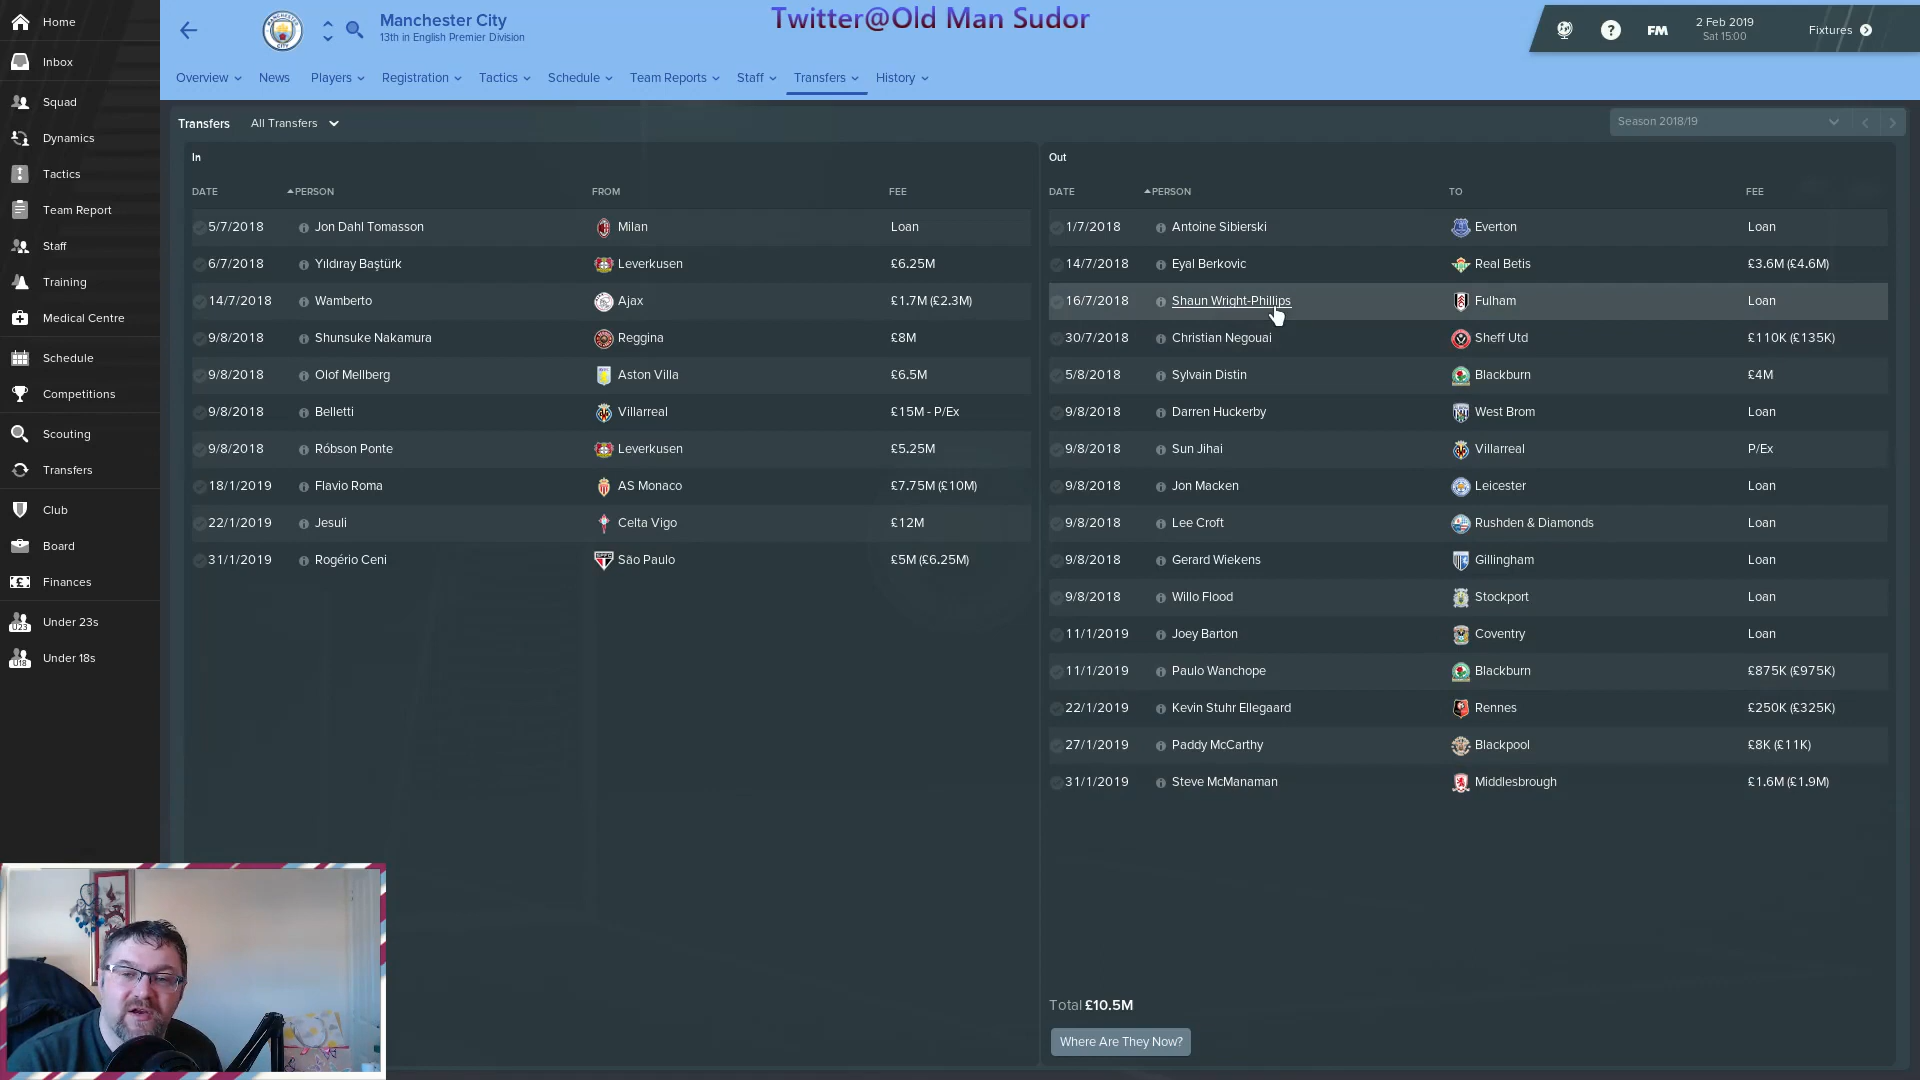 Home
Inbox
Squad
Dynamics
Tactics
Team Report
Staff
Training
Medical Centre
Schedule
Competitions
Scouting
Transfers
Club
Board
Finances
Under 23s
Under 18s
U23
U18
Manchester City
13th in English Premier Division
Twitter@Old Man Sudor
FM
2 Feb 2019
Sat 15:00
Fixtures
Overview News Players Registration Tactics Schedule Team Reports Staff Transfers History
Transfers All Transfers
Season 2018/19
In
DATE PERSON FROM FEE
5/7/2018 Jon Dahl Tomasson Milan Loan
6/7/2018 Yıldıray Baştürk Leverkusen £6.25M
14/7/2018 Wamberto Ajax £1.7M (£2.3M)
9/8/2018 Shunsuke Nakamura Reggina £8M
9/8/2018 Olof Mellberg Aston Villa £6.5M
9/8/2018 Belletti Villarreal £15M - P/Ex
9/8/2018 Róbson Ponte Leverkusen £5.25M
18/1/2019 Flavio Roma AS Monaco £7.75M (£10M)
22/1/2019 Jesuli Celta Vigo £12M
31/1/2019 Rogério Ceni São Paulo £5M (£6.25M)
Out
DATE PERSON TO FEE
1/7/2018 Antoine Sibierski Everton Loan
14/7/2018 Eyal Berkovic Real Betis £3.6M (£4.6M)
16/7/2018 Shaun Wright-Phillips Fulham Loan
30/7/2018 Christian Negouai Sheff Utd £110K (£135K)
5/8/2018 Sylvain Distin Blackburn £4M
9/8/2018 Darren Huckerby West Brom Loan
9/8/2018 Sun Jihai Villarreal P/Ex
9/8/2018 Jon Macken Leicester Loan
9/8/2018 Lee Croft Rushden & Diamonds Loan
9/8/2018 Gerard Wiekens Gillingham Loan
9/8/2018 Willo Flood Stockport Loan
11/1/2019 Joey Barton Coventry Loan
11/1/2019 Paulo Wanchope Blackburn £875K (£975K)
22/1/2019 Kevin Stuhr Ellegaard Rennes £250K (£325K)
27/1/2019 Paddy McCarthy Blackpool £8K (£11K)
31/1/2019 Steve McManaman Middlesbrough £1.6M (£1.9M)
Total £10.5M
Where Are They Now?